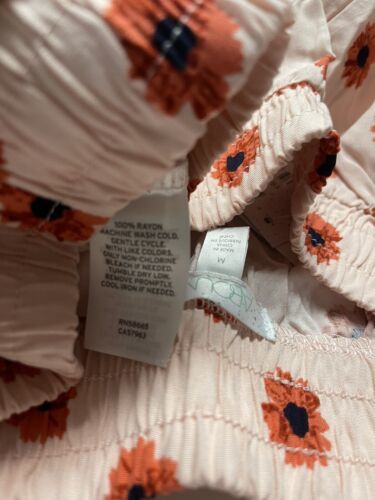 100% RAYON
MACHINE WASH COLD,
GENTLE CYCLE,
WITH LIKE COLORS.
ONLY NON-CHLORINE
BLEACH IF NEEDED.
TUMBLE DRY LOW.
REMOVE PROMPTLY
COOL IRON IF NEEDED.
RN58665
CA57963
M
MADE IN
CHINA